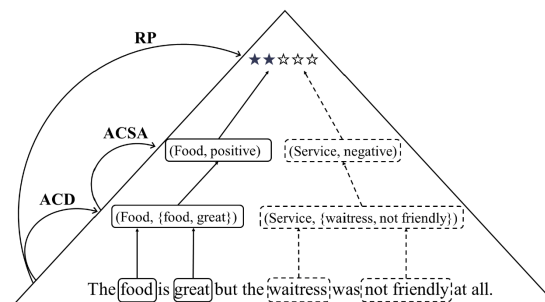 RP
★★☆☆☆
ACSA
(Food, positive) (Service, negative)
ACD
(Food, {food, great}) (Service, {waitress, not friendly})
The food is great but the waitress was not friendly at all.